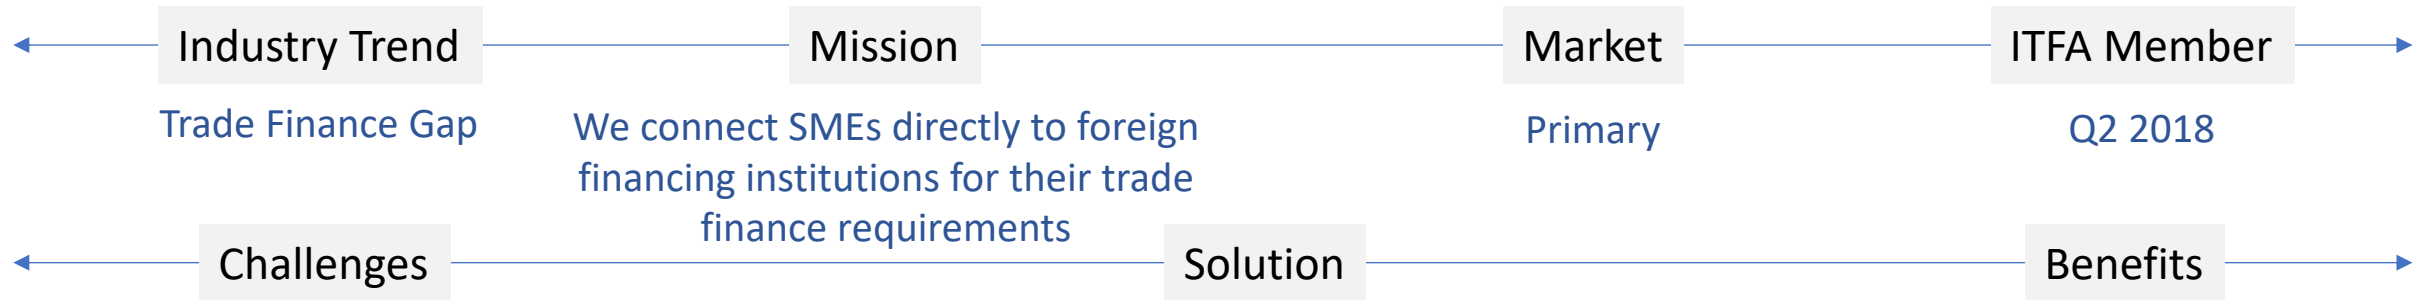 Industry Trend
Mission
Market
ITFA Member
Trade Finance Gap
We connect SMEs directly to foreign
financing institutions for their trade
finance requirements
Primary
Q2 2018
Challenges
Solution
Benefits